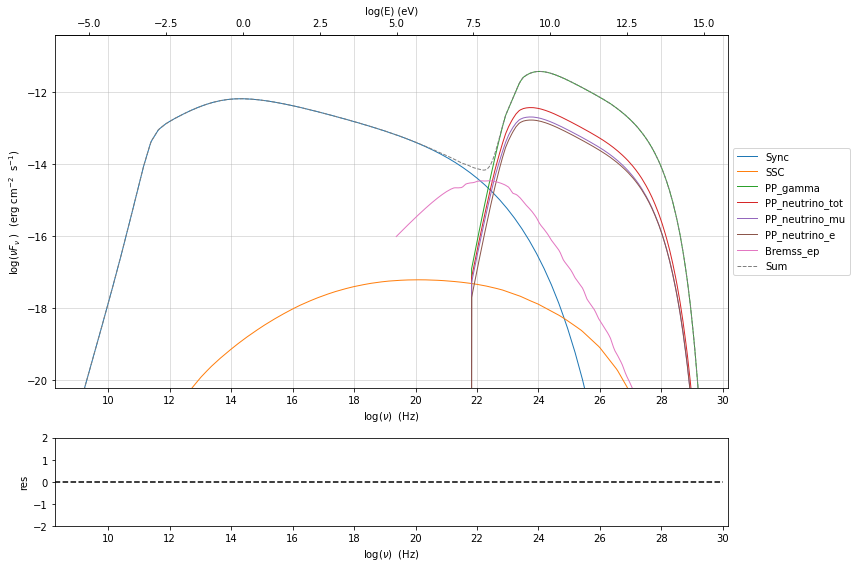 log(E) (eV)
−5.0 −2.5 0.0 2.5 5.0 7.5 10.0 12.5 15.0
−12
−14
−16
−18
−20
log(νFν )  (erg cm−2  s−1)
10 12 14 16 18 20 22 24 26 28 30
log(ν)  (Hz)
Sync
SSC
PP_gamma
PP_neutrino_tot
PP_neutrino_mu
PP_neutrino_e
Bremss_ep
Sum
2
1
0
−1
−2
res
10 12 14 16 18 20 22 24 26 28 30
log(ν)  (Hz)